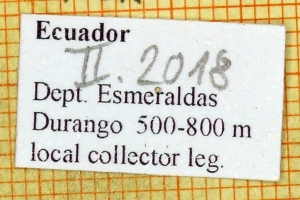 Ecuador
II. 2018
Dept. Esmeraldas
Durango 500-800 m
local collector leg.